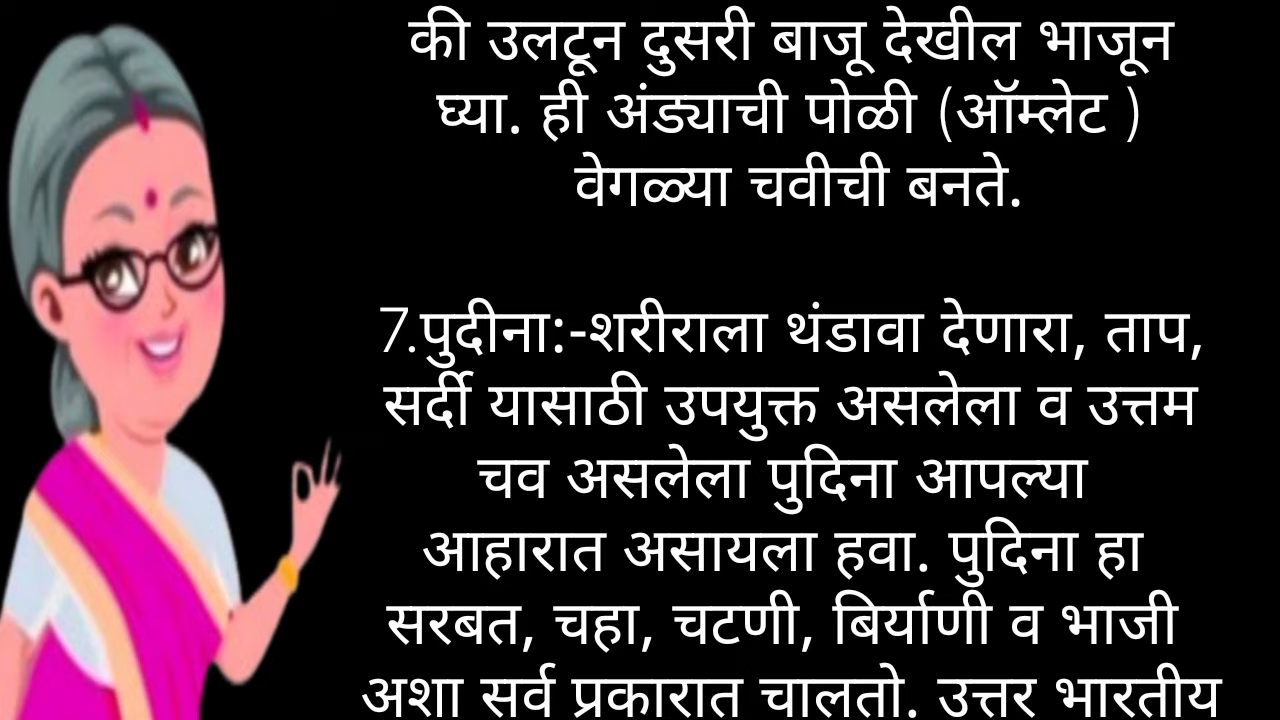 की उलटून दुसरी बाजू देखील भाजून
घ्या. ही अंड्याची पोळी (ऑम्लेट )
वेगळ्या चवीची बनते.
7.पुदीना:-शरीराला थंडावा देणारा, ताप,
सर्दी यासाठी उपयुक्त असलेला व उत्तम
चव असलेला पुदिना आपल्या
आहारात असायला हवा. पुदिना हा
सरबत, चहा, चटणी, बिर्याणी व भाजी
अशा सर्व प्रकारात चालतो. उत्तर भारतीय